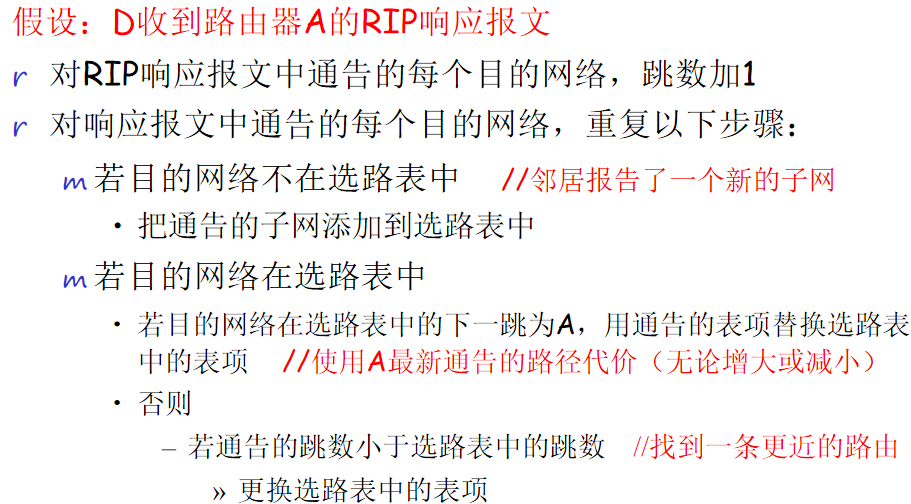 假设：D收到路由器A的RIP响应报文
r 对RIP响应报文中通告的每个目的网络，跳数加1
r 对响应报文中通告的每个目的网络，重复以下步骤：
m 若目的网络不在选路表中 //邻居报告了一个新的子网
• 把通告的子网添加到选路表中
m 若目的网络在选路表中
• 若目的网络在选路表中的下一跳为A，用通告的表项替换选路表
中的表项 //使用A最新通告的路径代价（无论增大或减小）
• 否则
– 若通告的跳数小于选路表中的跳数 //找到一条更近的路由
» 更换选路表中的表项